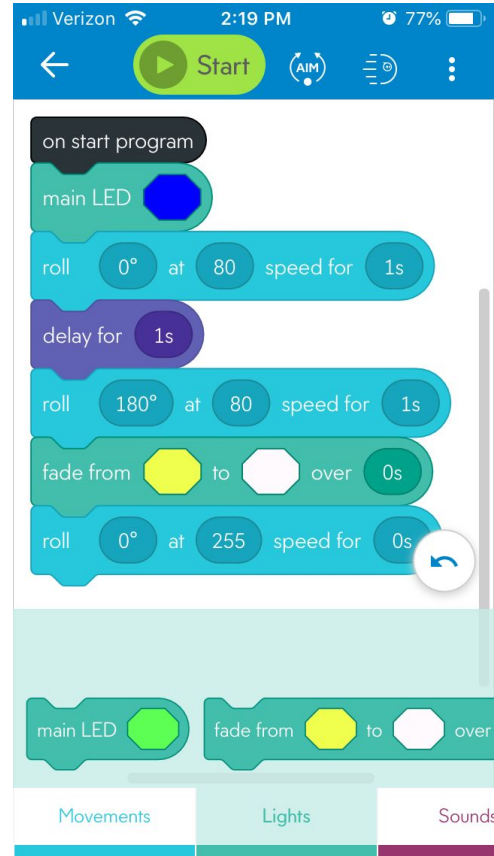 Verizon 2:19 PM 77%
Start AIM
on start program
main LED
roll 0° at 80 speed for 1s
delay for 1s
roll 180° at 80 speed for 1s
fade from to over 0s
roll 0° at 255 speed for 0s
main LED fade from to over
Movements Lights Sounds